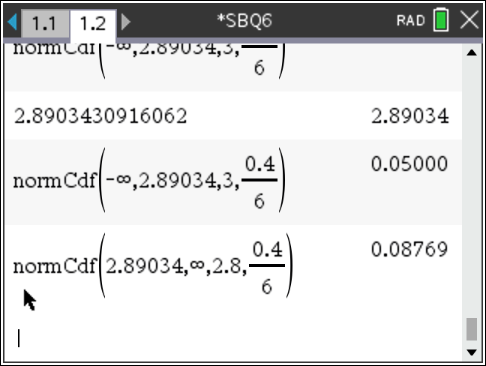 1.1 1.2 *SBQ6 RAD
normCdf(-∞,2.89034,3,
6)
2.8903430916062 2.89034
normCdf(-∞,2.89034,3,0.4/6) 0.05000
normCdf(2.89034,∞,2.8,0.4/6) 0.08769